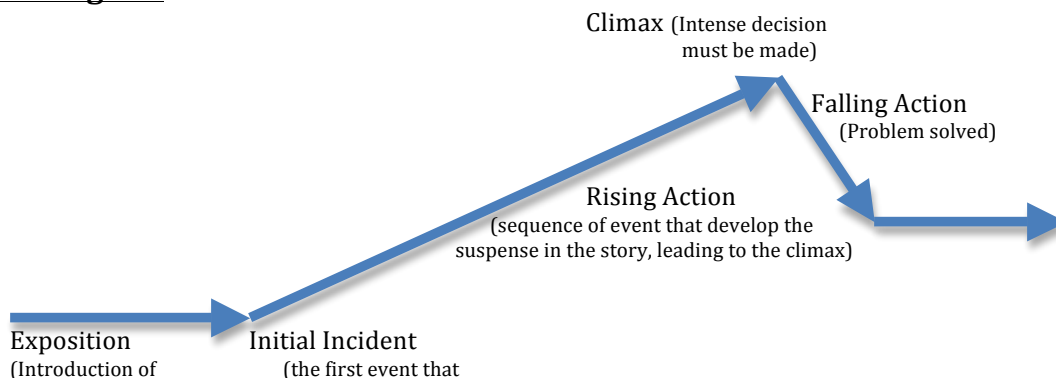 Climax (Intense decision
must be made)
Falling Action
(Problem solved)
Rising Action
(sequence of event that develop the
suspense in the story, leading to the climax)
Exposition
(Introduction of
Initial Incident
(the first event that